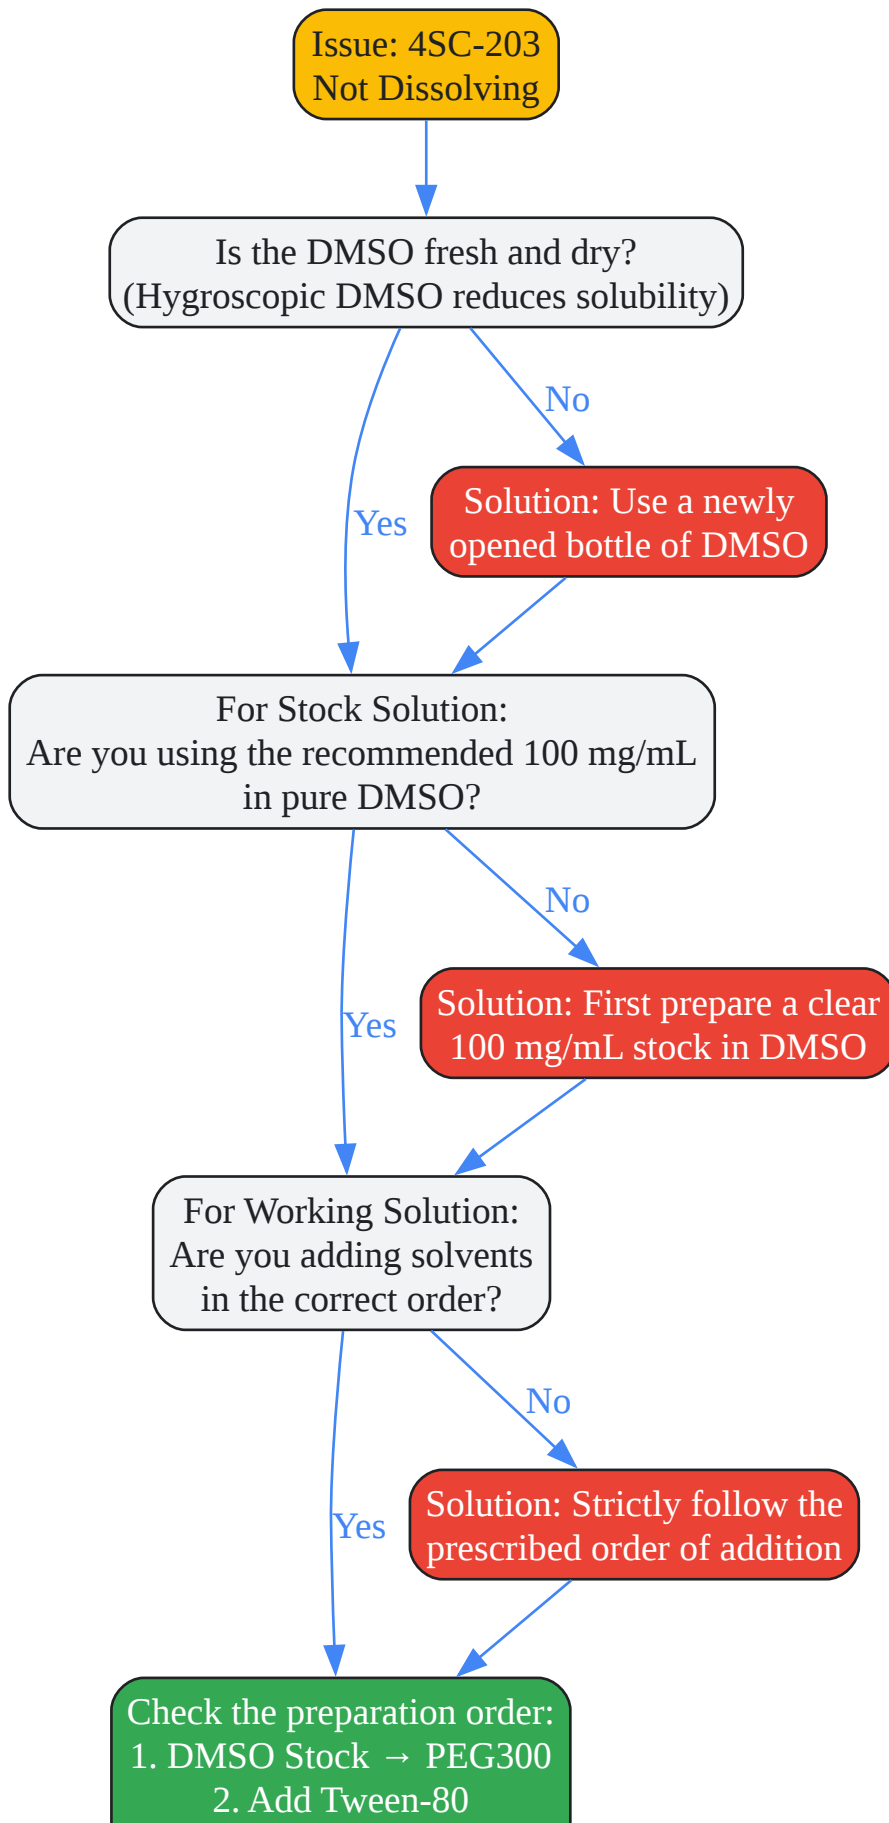 Issue: 4SC-203
Not Dissolving
Is the DMSO fresh and dry?
(Hygroscopic DMSO reduces solubility)
No
Solution: Use a newly
opened bottle of DMSO
Yes
For Stock Solution:
Are you using the recommended 100 mg/mL
in pure DMSO?
No
Solution: First prepare a clear
100 mg/mL stock in DMSO
Yes
For Working Solution:
Are you adding solvents
in the correct order?
No
Solution: Strictly follow the
prescribed order of addition
Yes
Check the preparation order:
1. DMSO Stock → PEG300
2. Add Tween-80